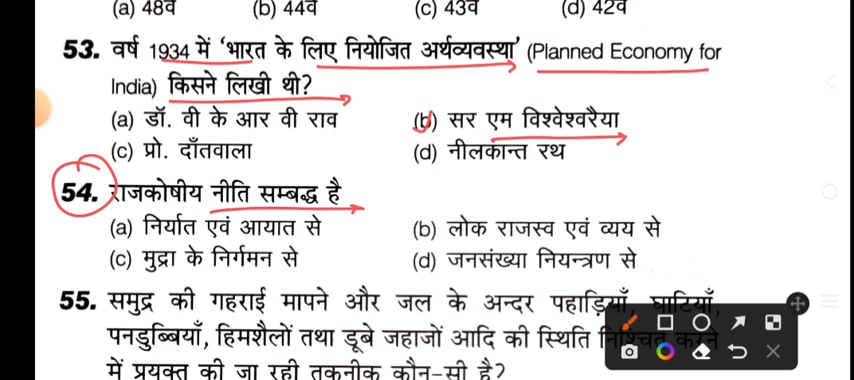 (a) 48वें (b) 44वें (c) 43वें (d) 42वें
53. वर्ष 1934 में ‘भारत के लिए नियोजित अर्थव्यवस्था’ (Planned Economy for
India) किसने लिखी थी?
(a) डॉ. वी के आर वी राव (b) सर एम विश्वेश्वरैया
(c) प्रो. दाँतवाला (d) नीलकान्त रथ
54. राजकोषीय नीति सम्बद्ध है
(a) निर्यात एवं आयात से (b) लोक राजस्व एवं व्यय से
(c) मुद्रा के निर्गमन से (d) जनसंख्या नियन्त्रण से
55. समुद्र की गहराई मापने और जल के अन्दर पहाड़ियाँ, घाटियाँ,
पनडुब्बियाँ, हिमशैलों तथा डूबे जहाजों आदि की स्थिति निश्चित करने
में प्रयुक्त की जा रही तकनीक कौन-सी है?